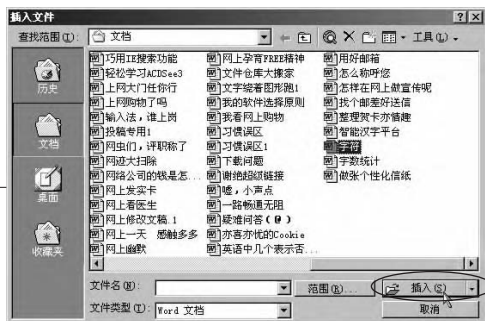 插入文件
查找范围(I):
文档
工具(L)
历史
文档
桌面
收藏夹
巧用IE搜索功能
轻松学习ACDSee3
上网大门任你行
网上购物了吗
输入法，谁上岗
投稿专用1
网虫们，评职称了
网迹大扫除
网络公司的钱是怎...
网上发实卡
网上看医生
网上修改文稿.1
网上一天 感触多多
网上幽默
网上孕育FREE精神
文件仓库大搬家
文字绕着图形跑1
我的软件选择原则
我看网上购物
习惯误区
习惯误区1
下载问题
谢绝超级链接
嘘，小声点
一路畅通无阻
疑难问答(@)
亦喜亦忧的Cookie
英语中几个表示否...
用好邮箱
怎么称呼您
怎样在网上做宣传呢
找个邮差好送信
整理贺卡亦情趣
智能汉字平台
字符
字数统计
做张个性化信纸
文件名(N):
范围(R)...
插入(S)
文件类型(T):
Word 文档
取消